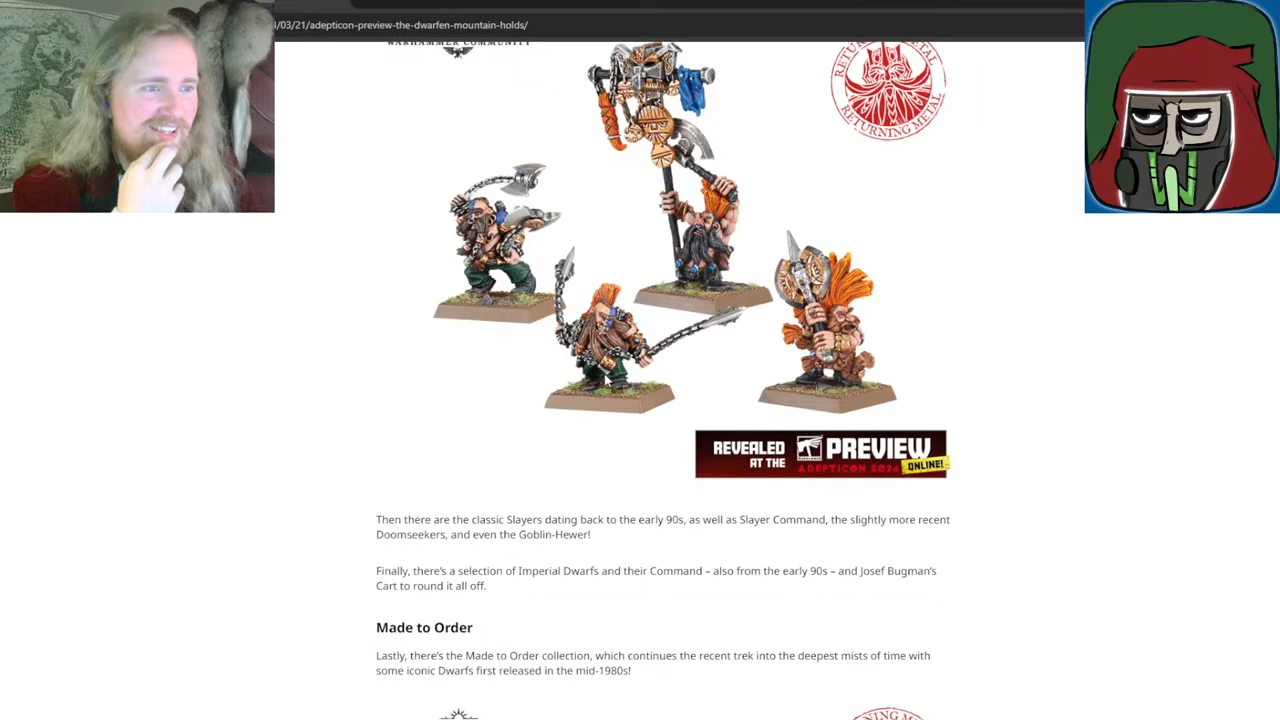 /03/21/adepticon-preview-the-dwarfen-mountain-holds/
WARHAMMER COMMUNITY
RETURNING METAL
RETURNING METAL
REVEALED
AT THE
PREVIEW
ADEPTICON 2024
ONLINE!
Then there are the classic Slayers dating back to the early 90s, as well as Slayer Command, the slightly more recent
Doomseekers, and even the Goblin-Hewer!
Finally, there's a selection of Imperial Dwarfs and their Command – also from the early 90s – and Josef Bugman's
Cart to round it all off.
Made to Order
Lastly, there's the Made to Order collection, which continues the recent trek into the deepest mists of time with
some iconic Dwarfs first released in the mid-1980s!